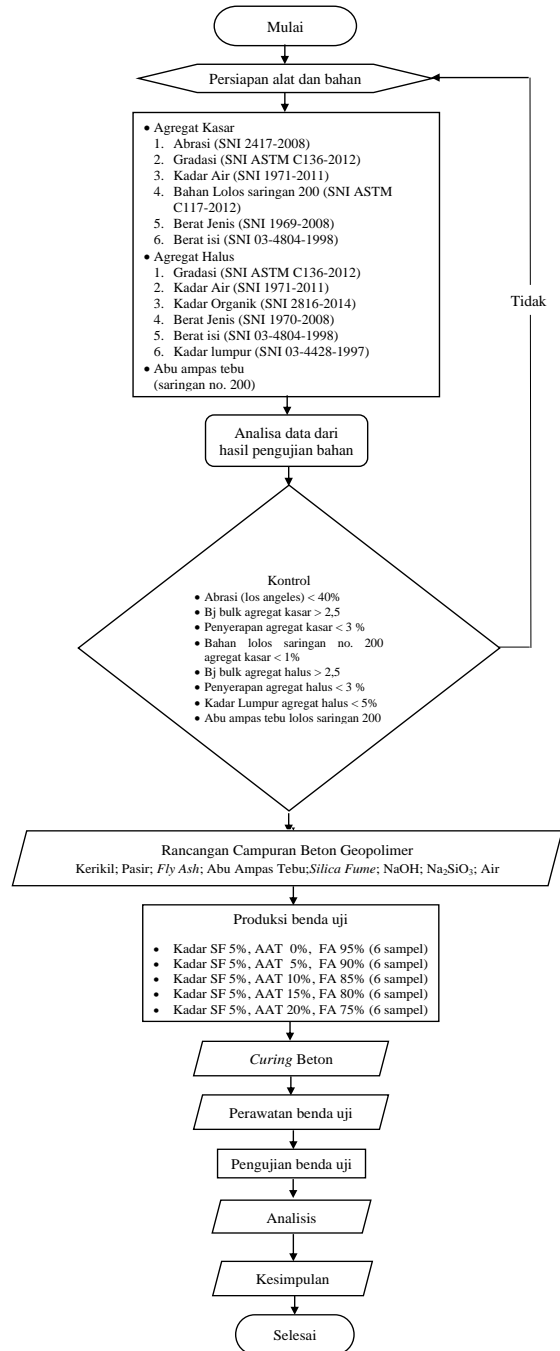 Mulai
Persiapan alat dan bahan
• Agregat Kasar
1. Abrasi (SNI 2417-2008)
2. Gradasi (SNI ASTM C136-2012)
3. Kadar Air (SNI 1971-2011)
4. Bahan Lolos saringan 200 (SNI ASTM
C117-2012)
5. Berat Jenis (SNI 1969-2008)
6. Berat isi (SNI 03-4804-1998)
• Agregat Halus
1. Gradasi (SNI ASTM C136-2012)
2. Kadar Air (SNI 1971-2011)
3. Kadar Organik (SNI 2816-2014)
4. Berat Jenis (SNI 1970-2008)
5. Berat isi (SNI 03-4804-1998)
6. Kadar lumpur (SNI 03-4428-1997)
• Abu ampas tebu
(saringan no. 200)
Tidak
Analisa data dari
hasil pengujian bahan
Kontrol
• Abrasi (los angeles) < 40%
• Bj bulk agregat kasar > 2,5
• Penyerapan agregat kasar < 3 %
• Bahan lolos saringan no. 200
agregat kasar < 1%
• Bj bulk agregat halus > 2,5
• Penyerapan agregat halus < 3 %
• Kadar Lumpur agregat halus < 5%
• Abu ampas tebu lolos saringan 200
Rancangan Campuran Beton Geopolimer
Kerikil; Pasir; Fly Ash; Abu Ampas Tebu;Silica Fume; NaOH; Na₂SiO₃; Air
Produksi benda uji
• Kadar SF 5%, AAT 0%, FA 95% (6 sampel)
• Kadar SF 5%, AAT 5%, FA 90% (6 sampel)
• Kadar SF 5%, AAT 10%, FA 85% (6 sampel)
• Kadar SF 5%, AAT 15%, FA 80% (6 sampel)
• Kadar SF 5%, AAT 20%, FA 75% (6 sampel)
Curing Beton
Perawatan benda uji
Pengujian benda uji
Analisis
Kesimpulan
Selesai